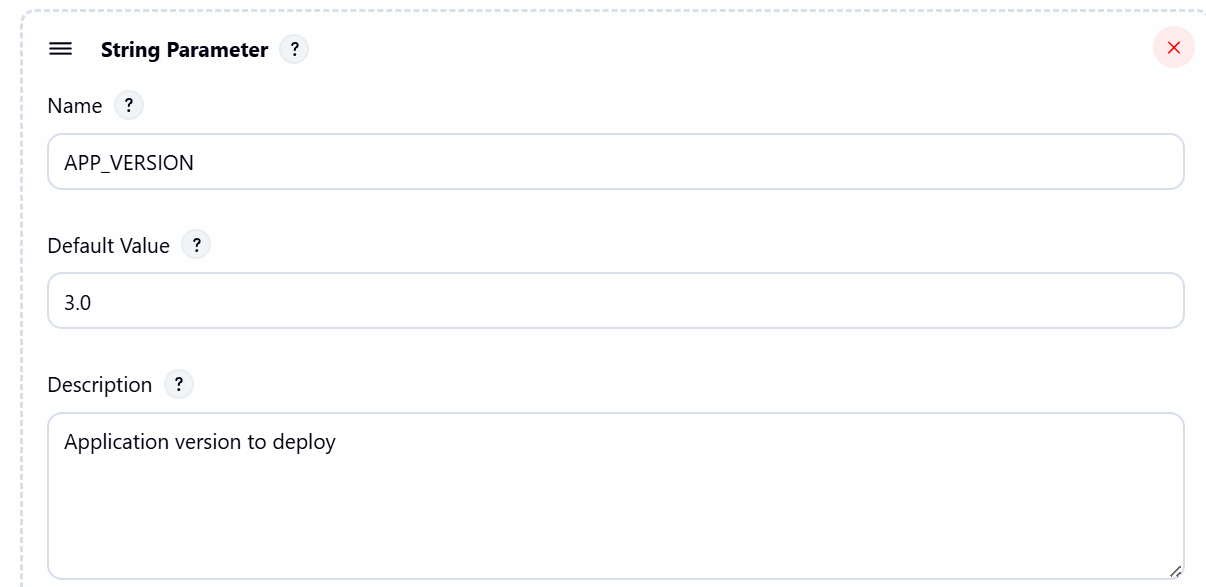 String Parameter ?
Name ?
APP_VERSION
Default Value ?
3.0
Description ?
Application version to deploy